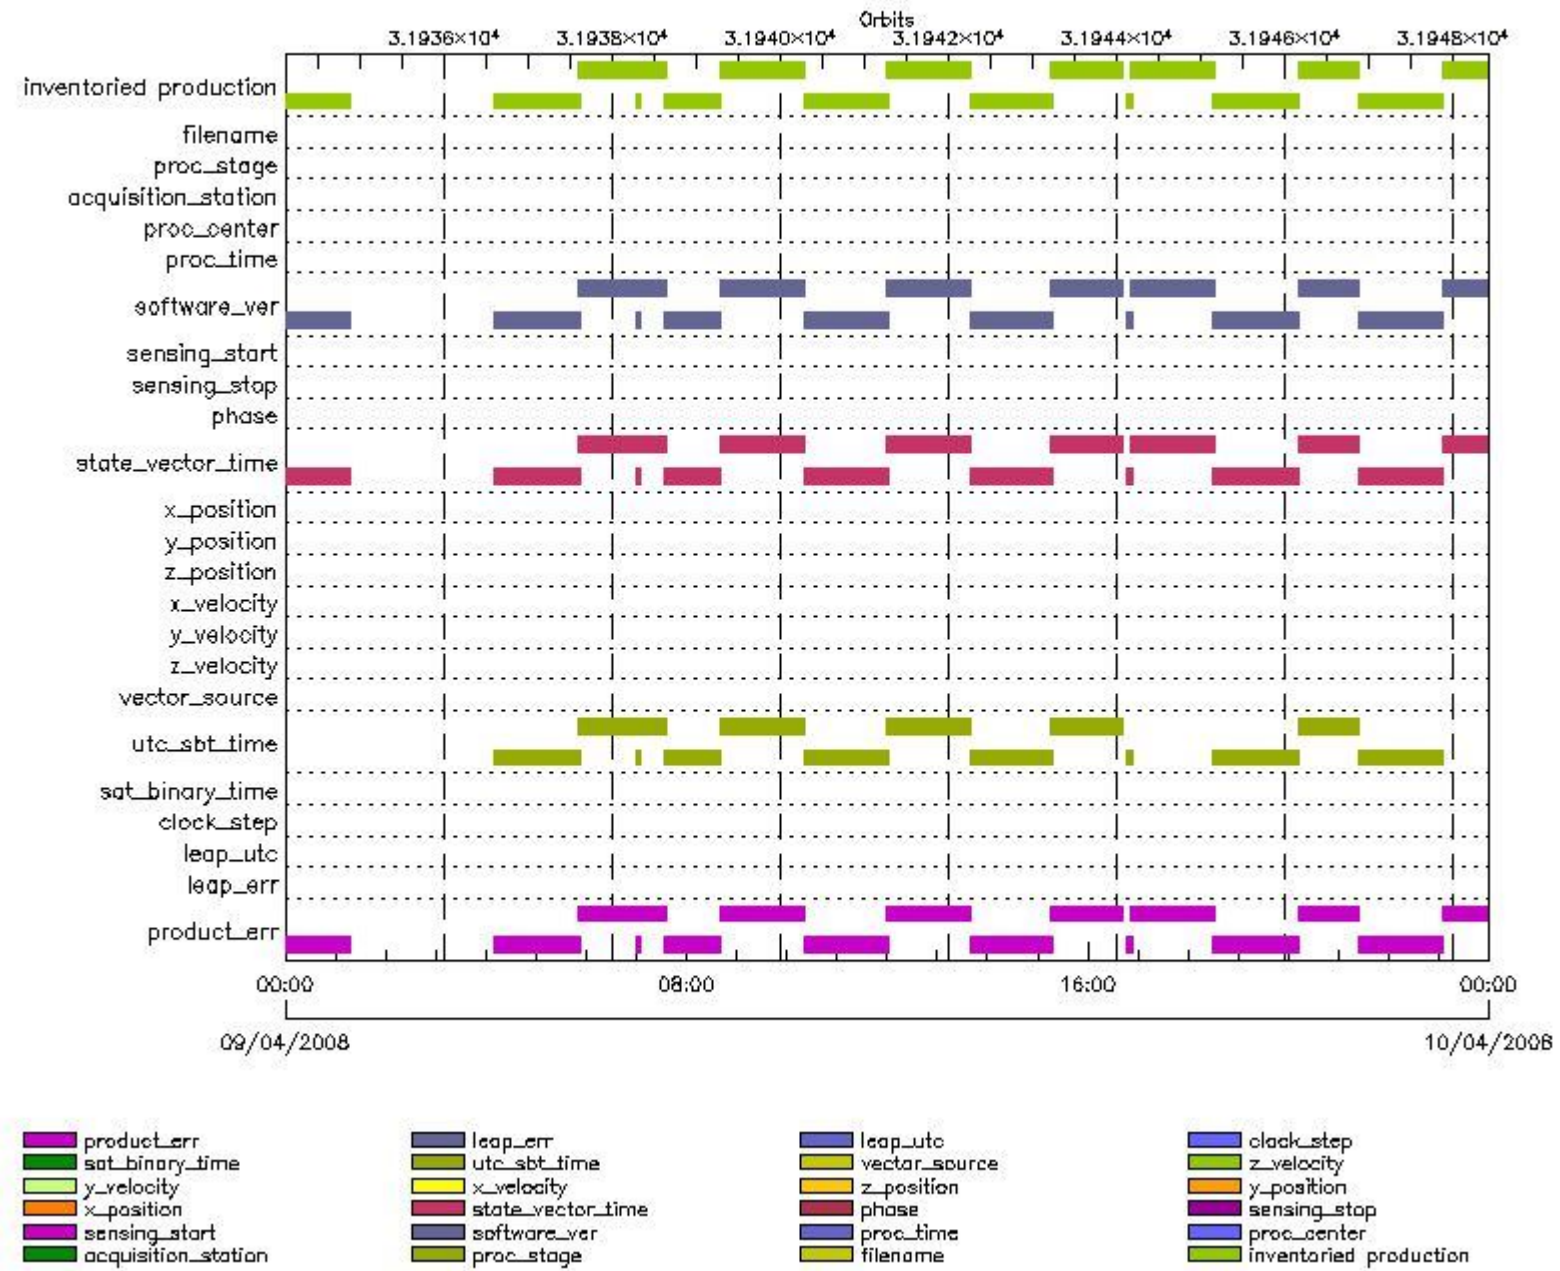 Orbits
3.1936×10⁴ 3.1938×10⁴ 3.1940×10⁴ 3.1942×10⁴ 3.1944×10⁴ 3.1946×10⁴ 3.1948×10⁴
inventoried production
filename
proc_stage
acquisition_station
proc_center
proc_time
software_ver
sensing_start
sensing_stop
phase
state_vector_time
x_position
y_position
z_position
x_velocity
y_velocity
z_velocity
vector_source
utc_sbt_time
sat_binary_time
clock_step
leap_utc
leap_err
product_err
00:00 08:00 16:00 00:00
09/04/2008 10/04/2008
product_err leap_err leap_utc clock_step
sat_binary_time utc_sbt_time vector_source z_velocity
y_velocity x_velocity z_position y_position
x_position state_vector_time phase sensing_stop
sensing_start software_ver proc_time proc_center
acquisition_station proc_stage filename inventoried production